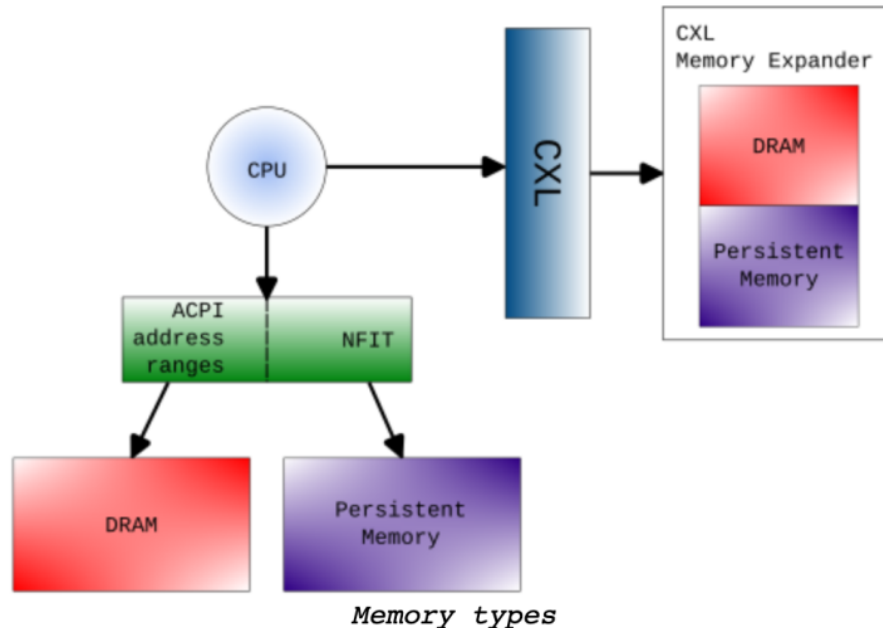 CXL
Memory Expander
DRAM
Persistent
Memory
CXL
CPU
ACPI
address
ranges
NFIT
DRAM
Persistent
Memory
Memory types